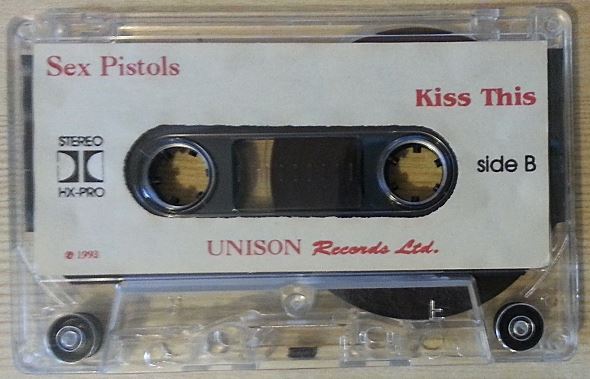 Sex Pistols
Kiss This
STEREO
HX-PRO
side B
℗ 1993
UNISON Records Ltd.